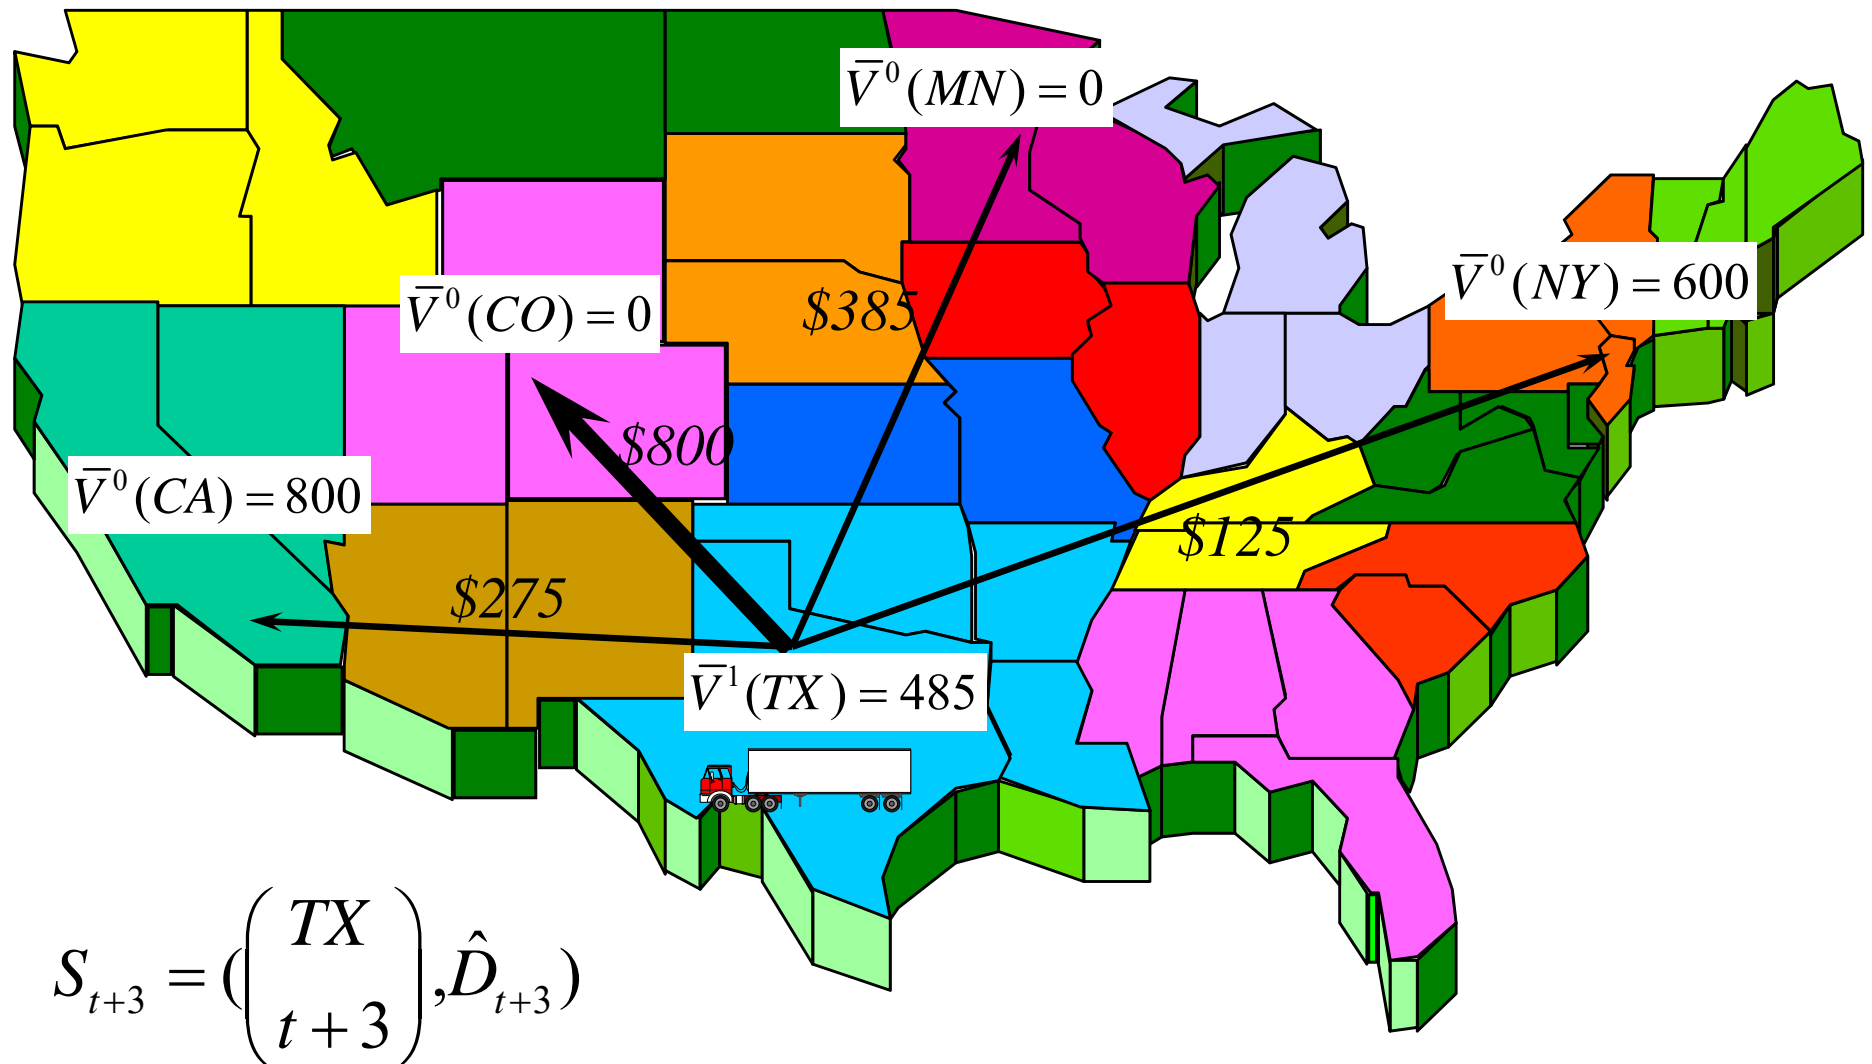 V̅⁰(MN) = 0
V̅⁰(NY) = 600
V̅⁰(CO) = 0
$385
$800
V̅⁰(CA) = 800
$125
$275
V̅¹(TX) = 485
TX
Sₜ₊₃ = ( ( ) ,D̂ₜ₊₃)
t + 3